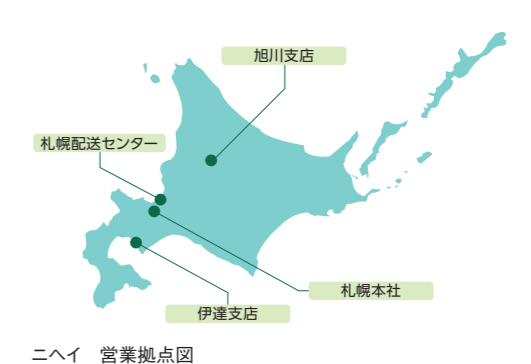 旭川支店
札幌配送センター
札幌本社
伊達支店
ニヘイ　営業拠点図